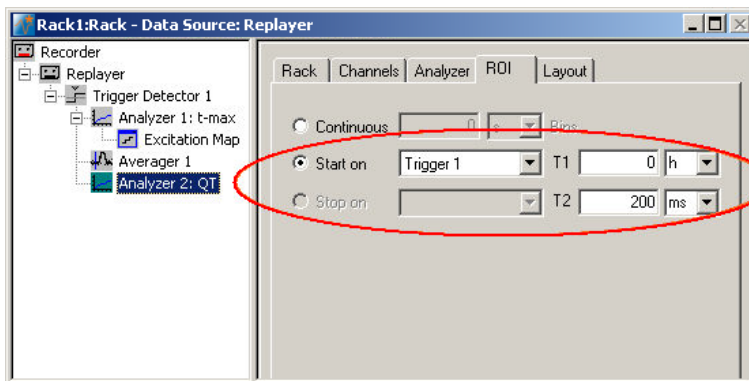 Rack1:Rack - Data Source: Replayer
Recorder
Replayer
Trigger Detector 1
Analyzer 1: t-max
Excitation Map
Averager 1
Analyzer 2: QT
Rack Channels Analyzer ROI Layout
Continuous 0 s Bins
Start on Trigger 1 T1 0 h
Stop on T2 200 ms